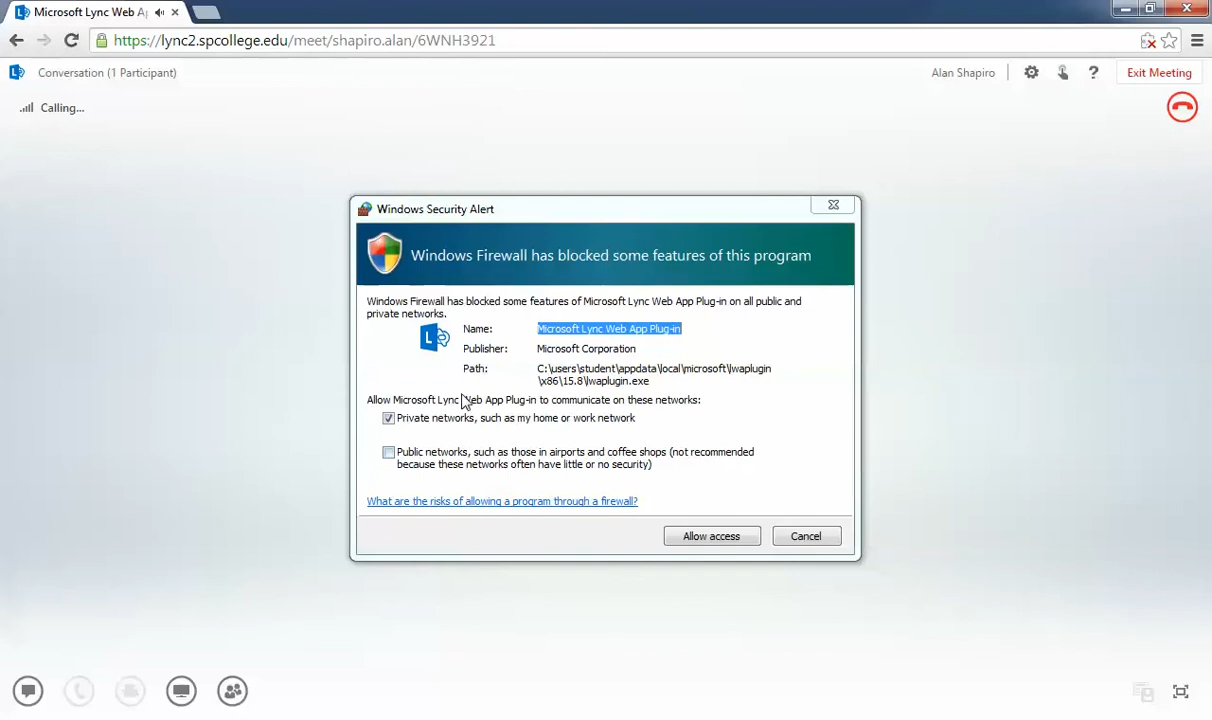 Microsoft Lync Web Ap
https://lync2.spcollege.edu/meet/shapiro.alan/6WNH3921
Conversation (1 Participant)
Alan Shapiro
?
Exit Meeting
Calling...
Windows Security Alert
Windows Firewall has blocked some features of this program
Windows Firewall has blocked some features of Microsoft Lync Web App Plug-in on all public and
private networks.
Name: Microsoft Lync Web App Plug-in
Publisher: Microsoft Corporation
Path: C:\users\student\appdata\local\microsoft\lwaplugin
\x86\15.8\lwaplugin.exe
Allow Microsoft Lync Web App Plug-in to communicate on these networks:
Private networks, such as my home or work network
Public networks, such as those in airports and coffee shops (not recommended
because these networks often have little or no security)
What are the risks of allowing a program through a firewall?
Allow access
Cancel